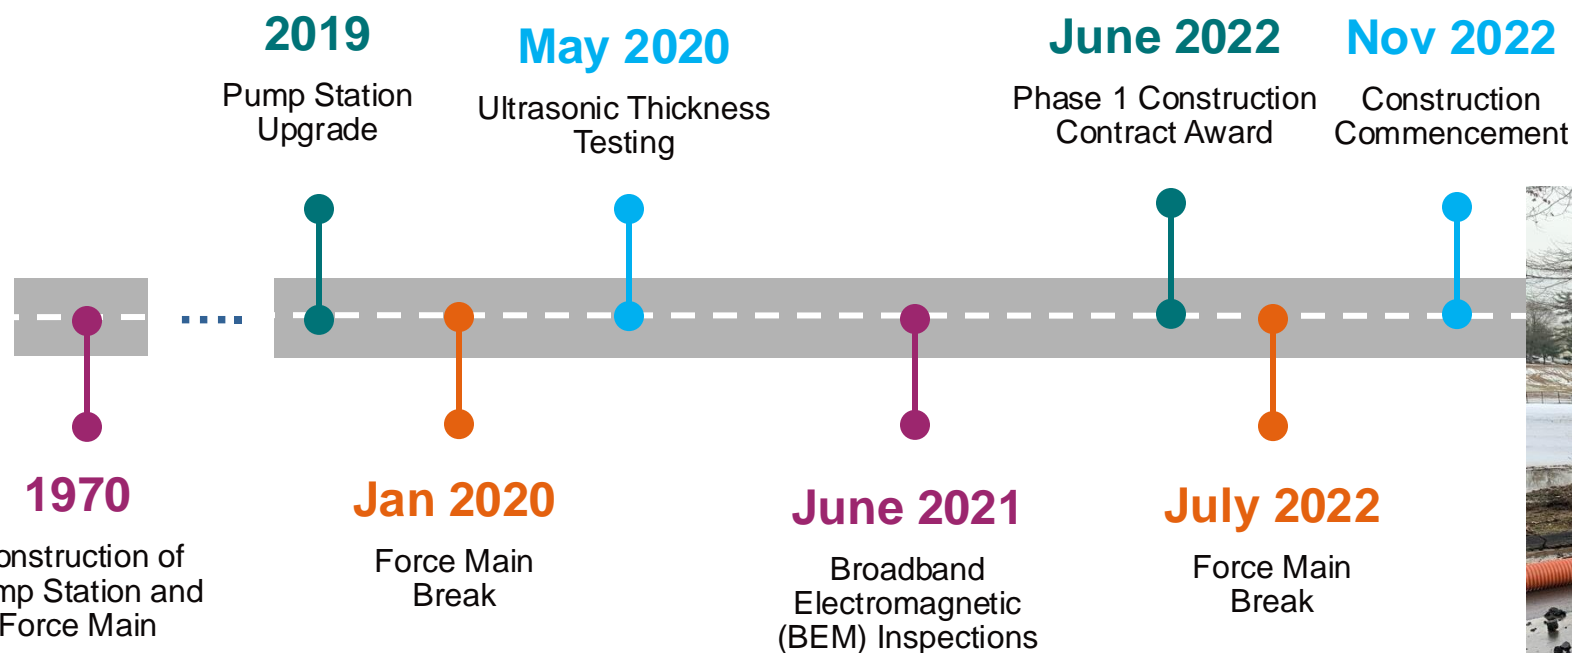 2019
Pump Station
Upgrade
May 2020
Ultrasonic Thickness
Testing
June 2022
Phase 1 Construction
Contract Award
Nov 2022
Construction
Commencement
1970
onstruction of
mp Station and
Force Main
Jan 2020
Force Main
Break
June 2021
Broadband
Electromagnetic
(BEM) Inspections
July 2022
Force Main
Break